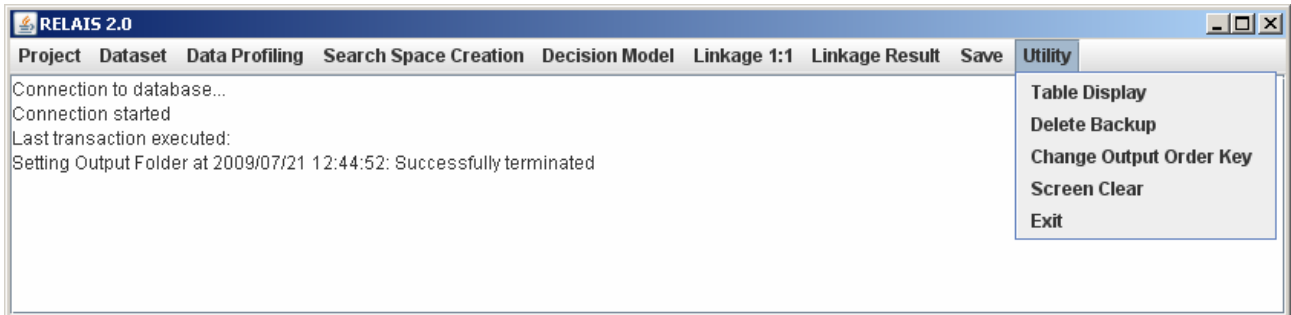 RELAIS 2.0
Project Dataset Data Profiling Search Space Creation Decision Model Linkage 1:1 Linkage Result Save Utility
Connection to database...
Connection started
Last transaction executed:
Setting Output Folder at 2009/07/21 12:44:52: Successfully terminated
Table Display
Delete Backup
Change Output Order Key
Screen Clear
Exit